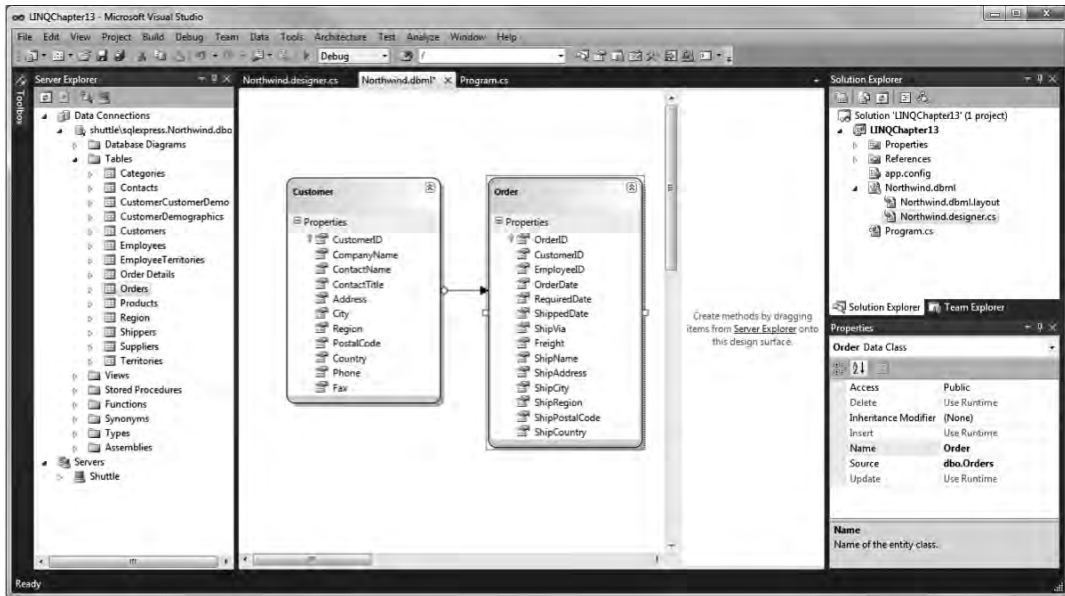 LINQChapter13 - Microsoft Visual Studio
File Edit View Project Build Debug Team Data Tools Architecture Test Analyze Window Help
Debug
/
Toolbox
Server Explorer
Data Connections
shuttle\sqlexpress.Northwind.dbo
Database Diagrams
Tables
Categories
Contacts
CustomerCustomerDemo
CustomerDemographics
Customers
Employees
EmployeeTerritories
Order Details
Orders
Products
Region
Shippers
Suppliers
Territories
Views
Stored Procedures
Functions
Synonyms
Types
Assemblies
Servers
Shuttle
Northwind.designer.cs Northwind.dbml* Program.cs
Customer
Properties
CustomerID
CompanyName
ContactName
ContactTitle
Address
City
Region
PostalCode
Country
Phone
Fax
Order
Properties
OrderID
CustomerID
EmployeeID
OrderDate
RequiredDate
ShippedDate
ShipVia
Freight
ShipName
ShipAddress
ShipCity
ShipRegion
ShipPostalCode
ShipCountry
Create methods by dragging
items from Server Explorer onto
this design surface.
Solution Explorer
Solution 'LINQChapter13' (1 project)
LINQChapter13
Properties
References
app.config
Northwind.dbml
Northwind.dbml.layout
Northwind.designer.cs
Program.cs
Solution Explorer Team Explorer
Properties
Order Data Class
Access Public
Delete Use Runtime
Inheritance Modifier (None)
Insert Use Runtime
Name Order
Source dbo.Orders
Update Use Runtime
Name
Name of the entity class.
Ready